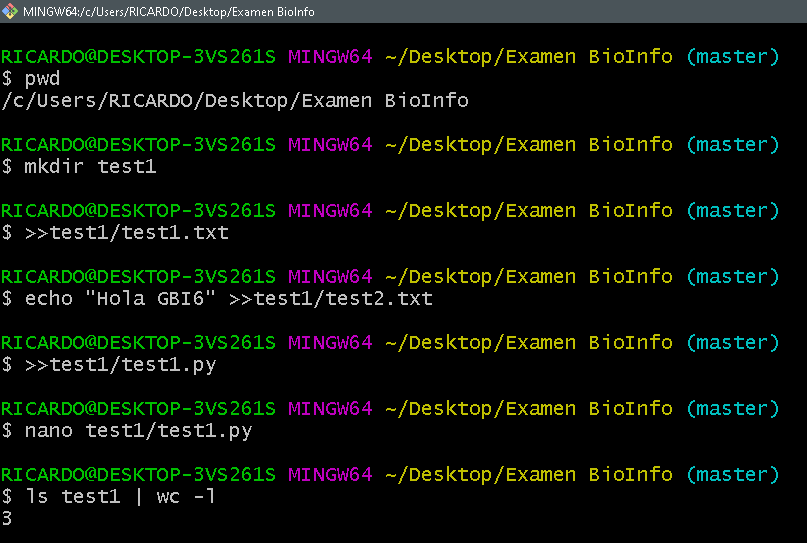 MINGW64:/c/Users/RICARDO/Desktop/Examen BioInfo
RICARDO@DESKTOP-3VS261S MINGW64 ~/Desktop/Examen BioInfo (master)
$ pwd
/c/Users/RICARDO/Desktop/Examen BioInfo
RICARDO@DESKTOP-3VS261S MINGW64 ~/Desktop/Examen BioInfo (master)
$ mkdir test1
RICARDO@DESKTOP-3VS261S MINGW64 ~/Desktop/Examen BioInfo (master)
$ >>test1/test1.txt
RICARDO@DESKTOP-3VS261S MINGW64 ~/Desktop/Examen BioInfo (master)
$ echo "Hola GBI6" >>test1/test2.txt
RICARDO@DESKTOP-3VS261S MINGW64 ~/Desktop/Examen BioInfo (master)
$ >>test1/test1.py
RICARDO@DESKTOP-3VS261S MINGW64 ~/Desktop/Examen BioInfo (master)
$ nano test1/test1.py
RICARDO@DESKTOP-3VS261S MINGW64 ~/Desktop/Examen BioInfo (master)
$ ls test1 | wc -l
3